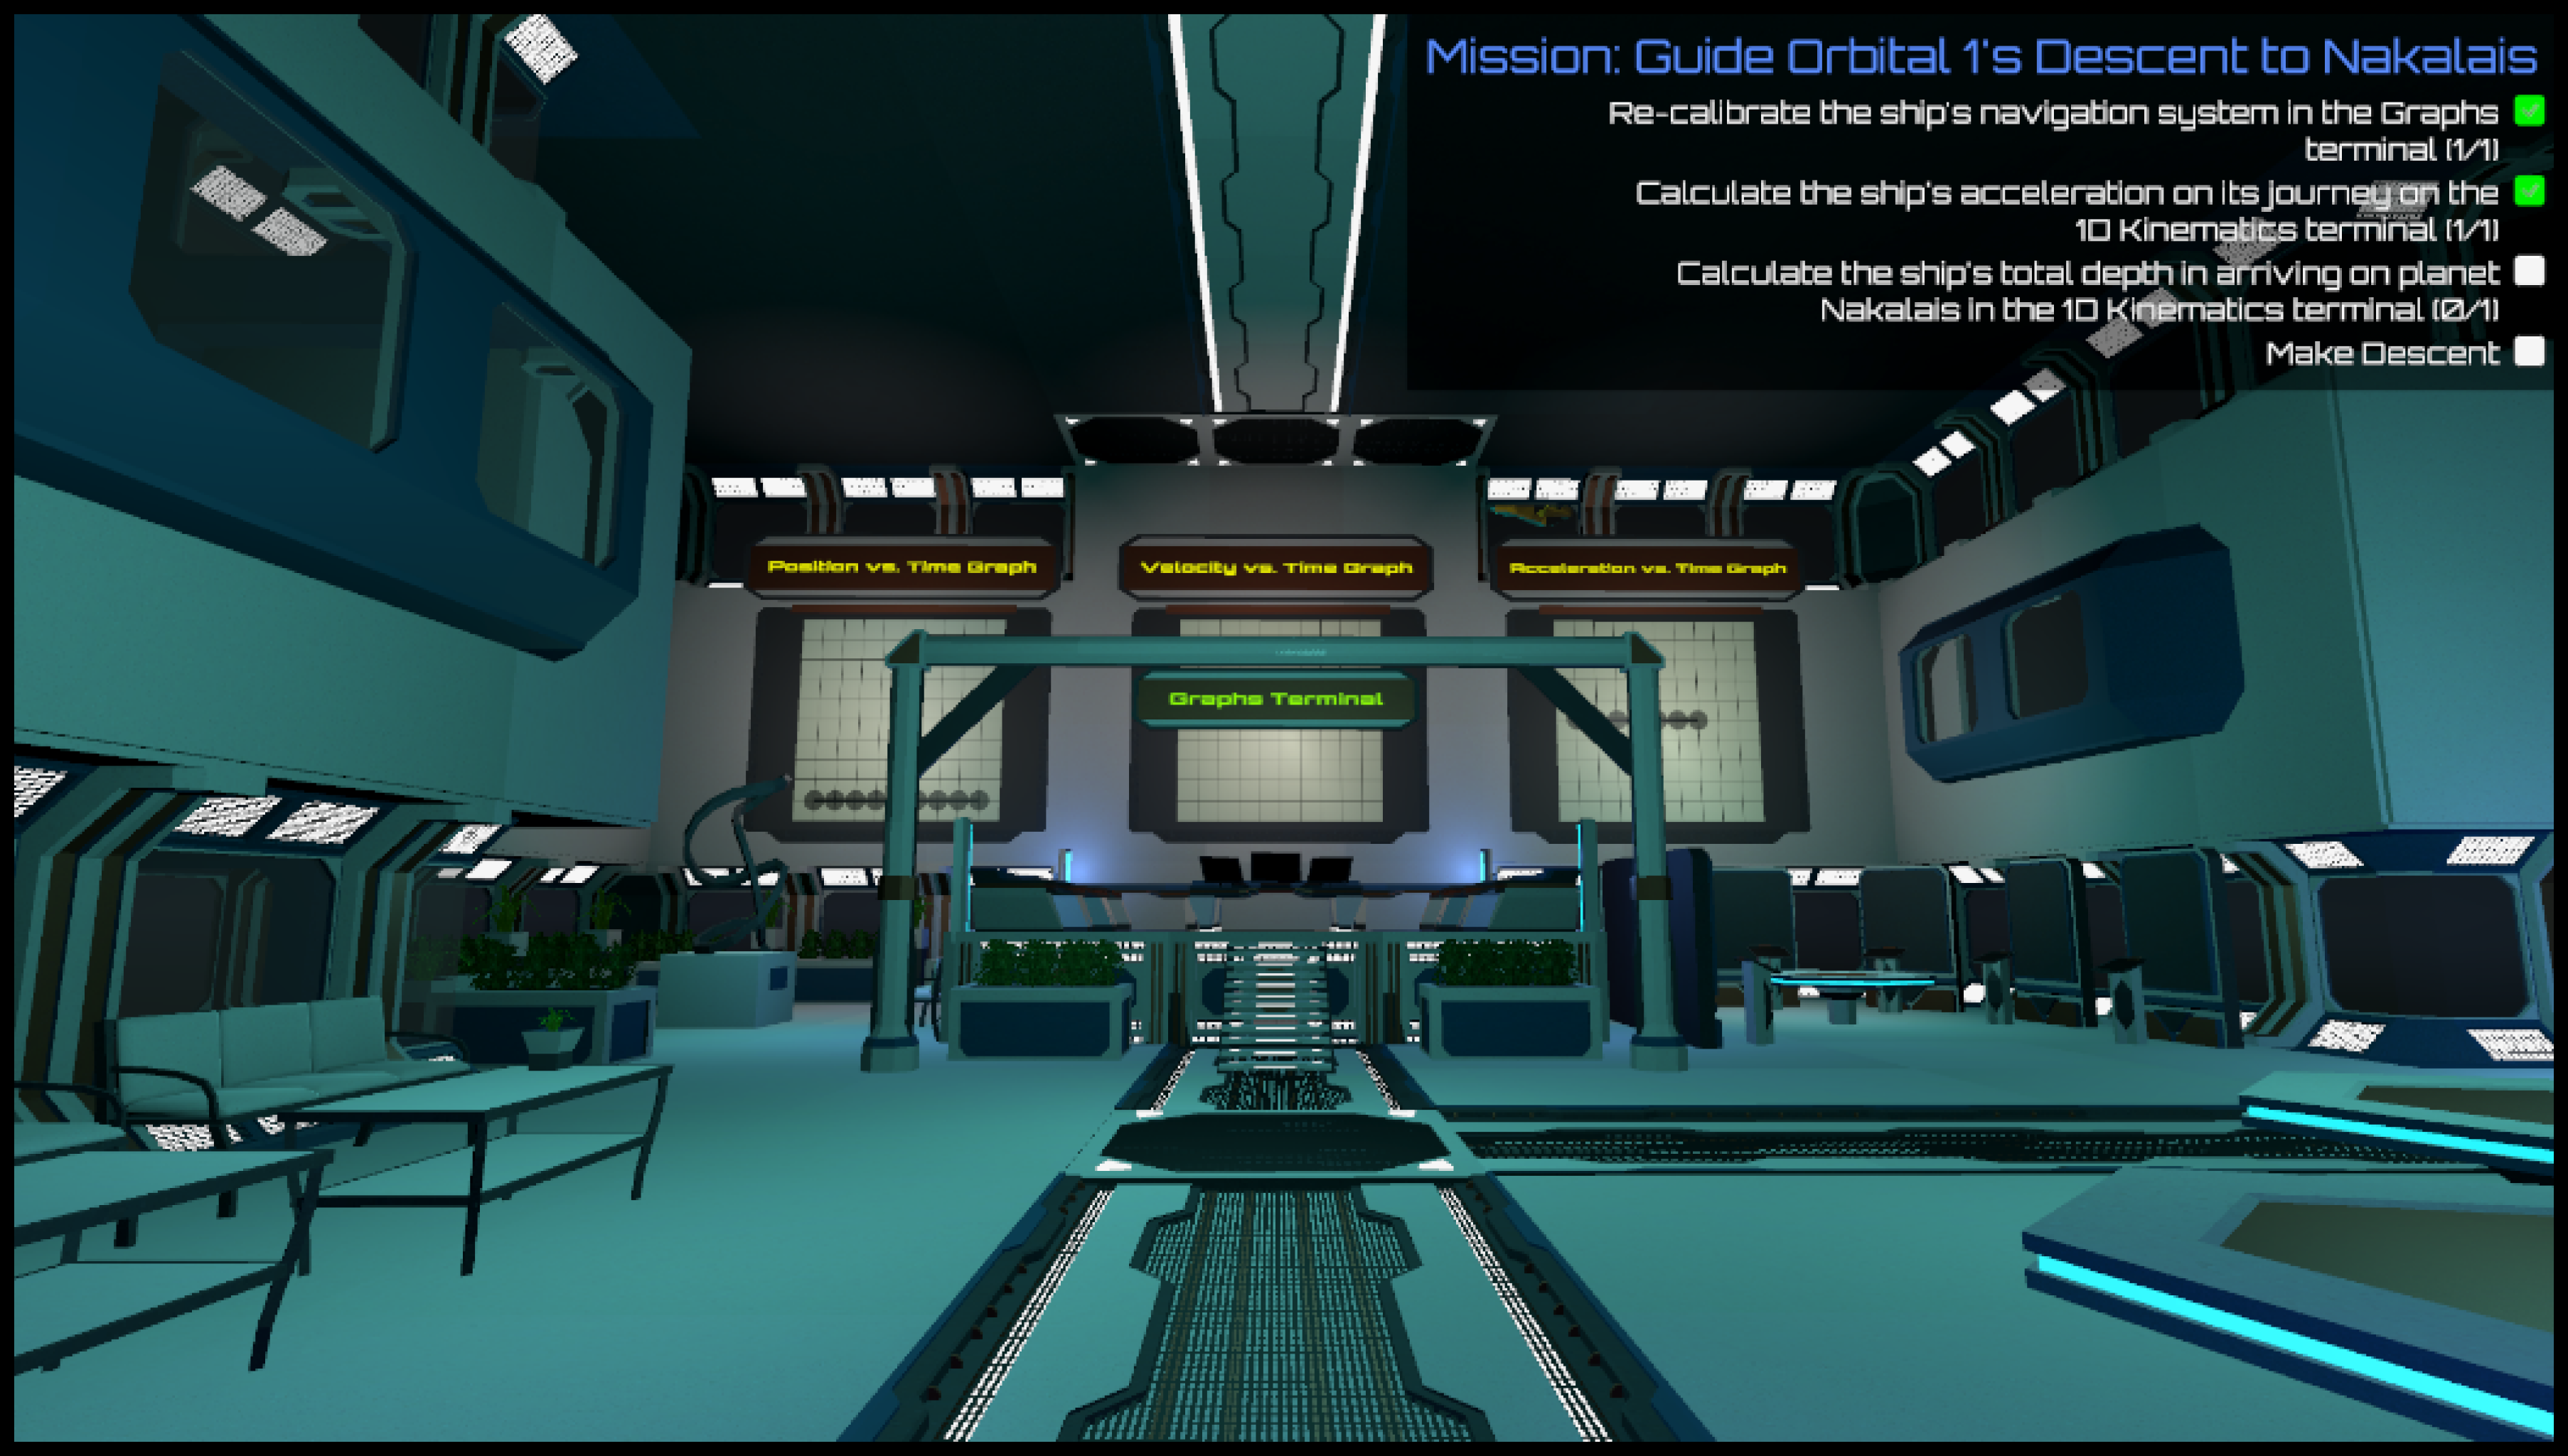 Mission: Guide Orbital 1's Descent to Nakalais
Re-calibrate the ship's navigation system in the Graphs
terminal (1/1)
Calculate the ship's acceleration on its journey on the
1D Kinematics terminal (1/1)
Calculate the ship's total depth in arriving on planet
Nakalais in the 1D Kinematics terminal (0/1)
Make Descent
Position vs. Time Graph
Velocity vs. Time Graph
Acceleration vs. Time Graph
Graphs Terminal